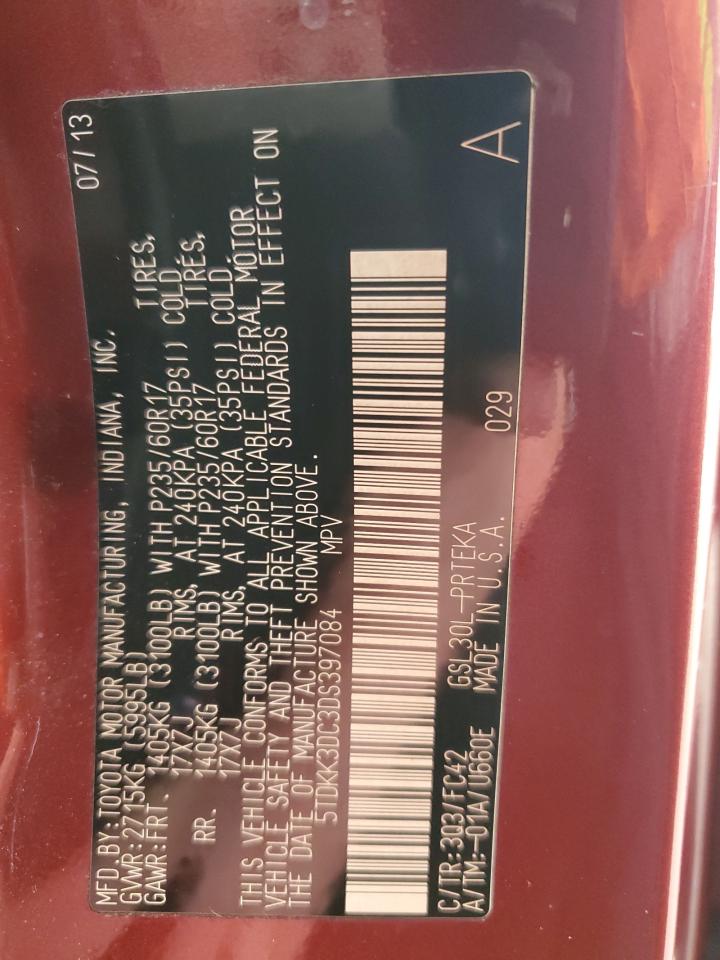 MFD.BY:TOYOTA MOTOR MANUFACTURING, INDIANA, INC. 07/13
GVWR:2715KG (5995LB)
GAWR:FRT. 1405KG (3100LB) WITH P235/60R17 TIRES,
17X7J RIMS, AT 240KPA (35PSI) COLD
RR. 1405KG (3100LB) WITH P235/60R17 TIRES,
17X7J RIMS, AT 240KPA (35PSI) COLD
THIS VEHICLE CONFORMS TO ALL APPLICABLE FEDERAL MOTOR
VEHICLE SAFETY AND THEFT PREVENTION STANDARDS IN EFFECT ON
THE DATE OF MANUFACTURE SHOWN ABOVE.
5TDKK3DC3DS397084 MPV
C/TR:3Q3/FC42 GSL30L-PRTEKA
A/TM:-01A/U660E MADE IN U.S.A. 029 A